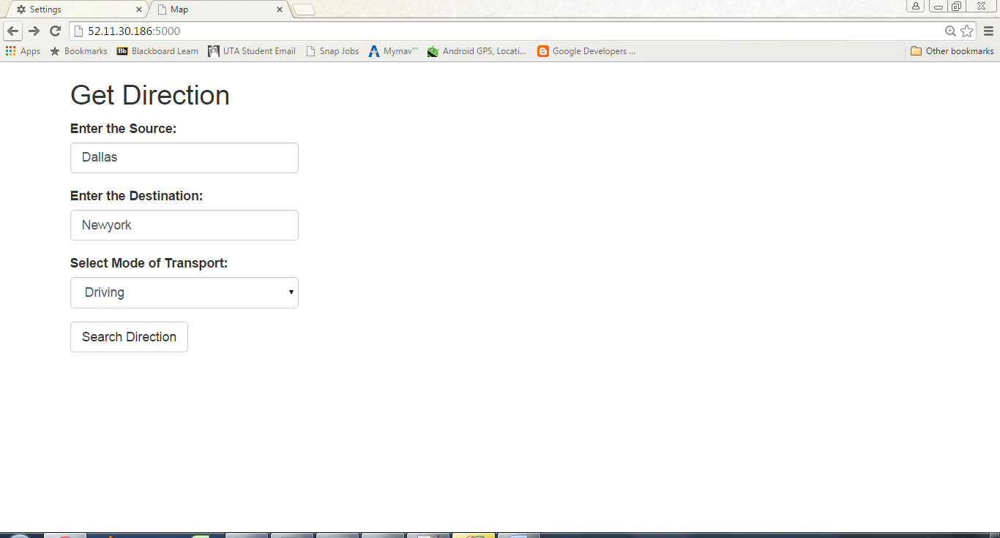 Settings
Map
52.11.30.186:5000
Apps Bookmarks Blackboard Learn UTA Student Email Snap Jobs Mymav''' Android GPS, Locati... Google Developers ... Other bookmarks
Get Direction
Enter the Source:
Dallas
Enter the Destination:
Newyork
Select Mode of Transport:
Driving
Search Direction